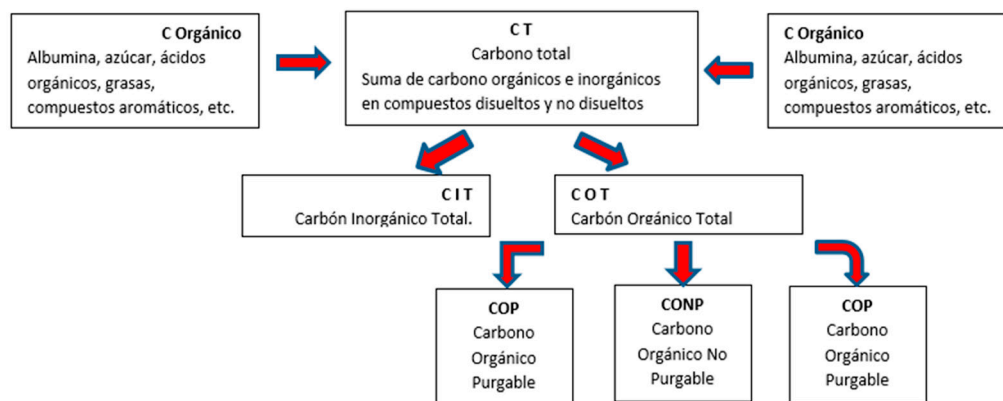 C Orgánico
Albumina, azúcar, ácidos
orgánicos, grasas,
compuestos aromáticos, etc.
C T
Carbono total
Suma de carbono orgánicos e inorgánicos
en compuestos disueltos y no disueltos
C Orgánico
Albumina, azúcar, ácidos
orgánicos, grasas,
compuestos aromáticos, etc.
C I T
Carbón Inorgánico Total.
C O T
Carbón Orgánico Total
COP
Carbono
Orgánico
Purgable
CONP
Carbono
Orgánico No
Purgable
COP
Carbono
Orgánico
Purgable